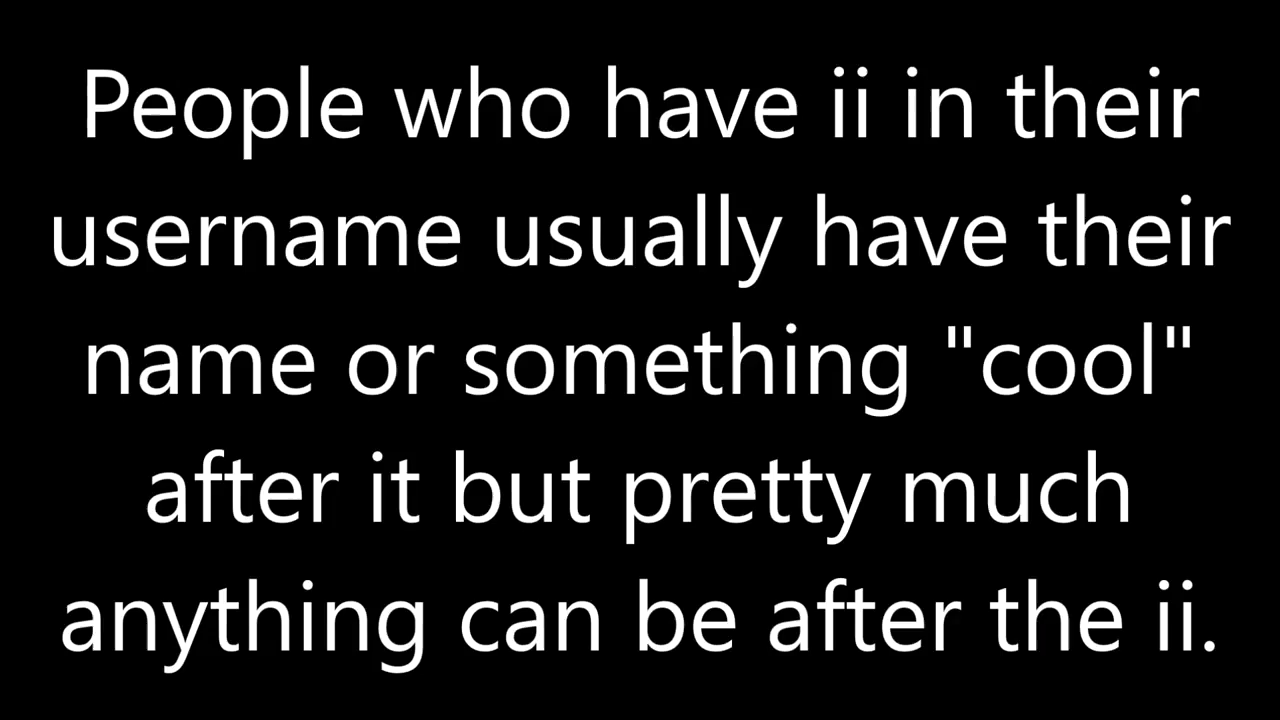 People who have ii in their
username usually have their
name or something "cool"
after it but pretty much
anything can be after the ii.